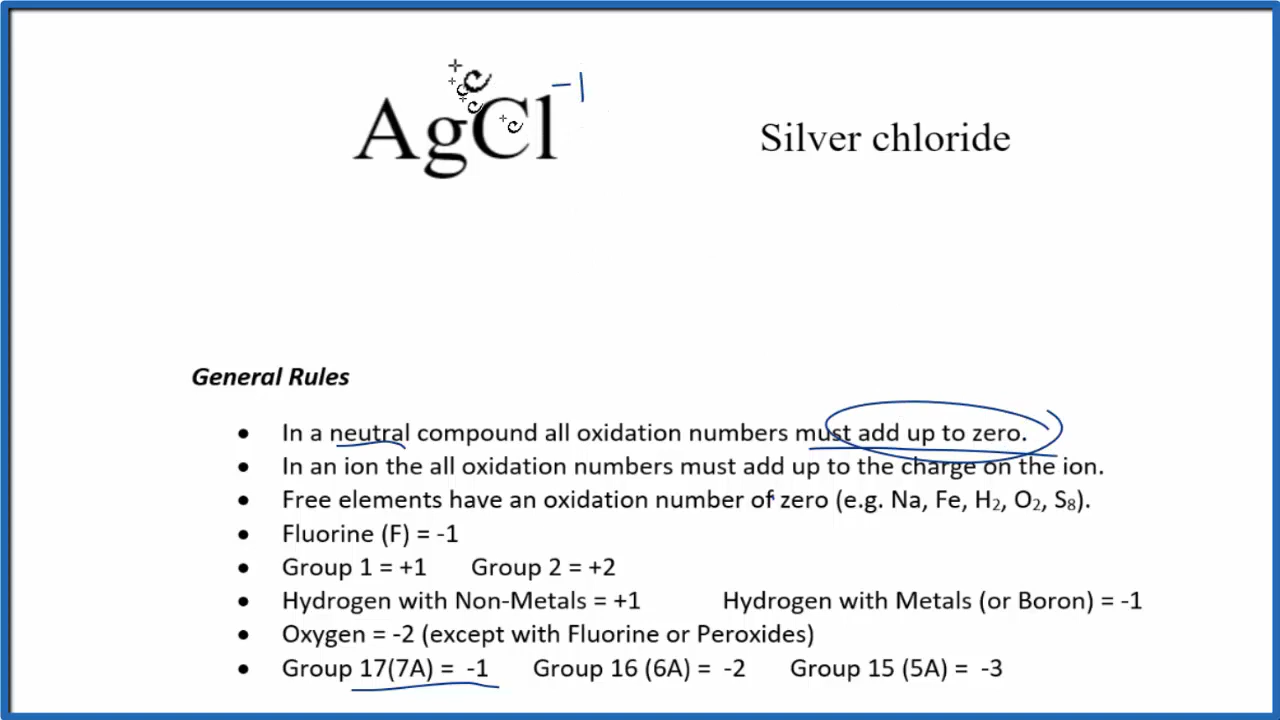 AgCl -1
Silver chloride
General Rules
• In a neutral compound all oxidation numbers must add up to zero.
• In an ion the all oxidation numbers must add up to the charge on the ion.
• Free elements have an oxidation number of zero (e.g. Na, Fe, H₂, O₂, S₈).
• Fluorine (F) = -1
• Group 1 = +1 Group 2 = +2
• Hydrogen with Non-Metals = +1 Hydrogen with Metals (or Boron) = -1
• Oxygen = -2 (except with Fluorine or Peroxides)
• Group 17(7A) = -1 Group 16 (6A) = -2 Group 15 (5A) = -3